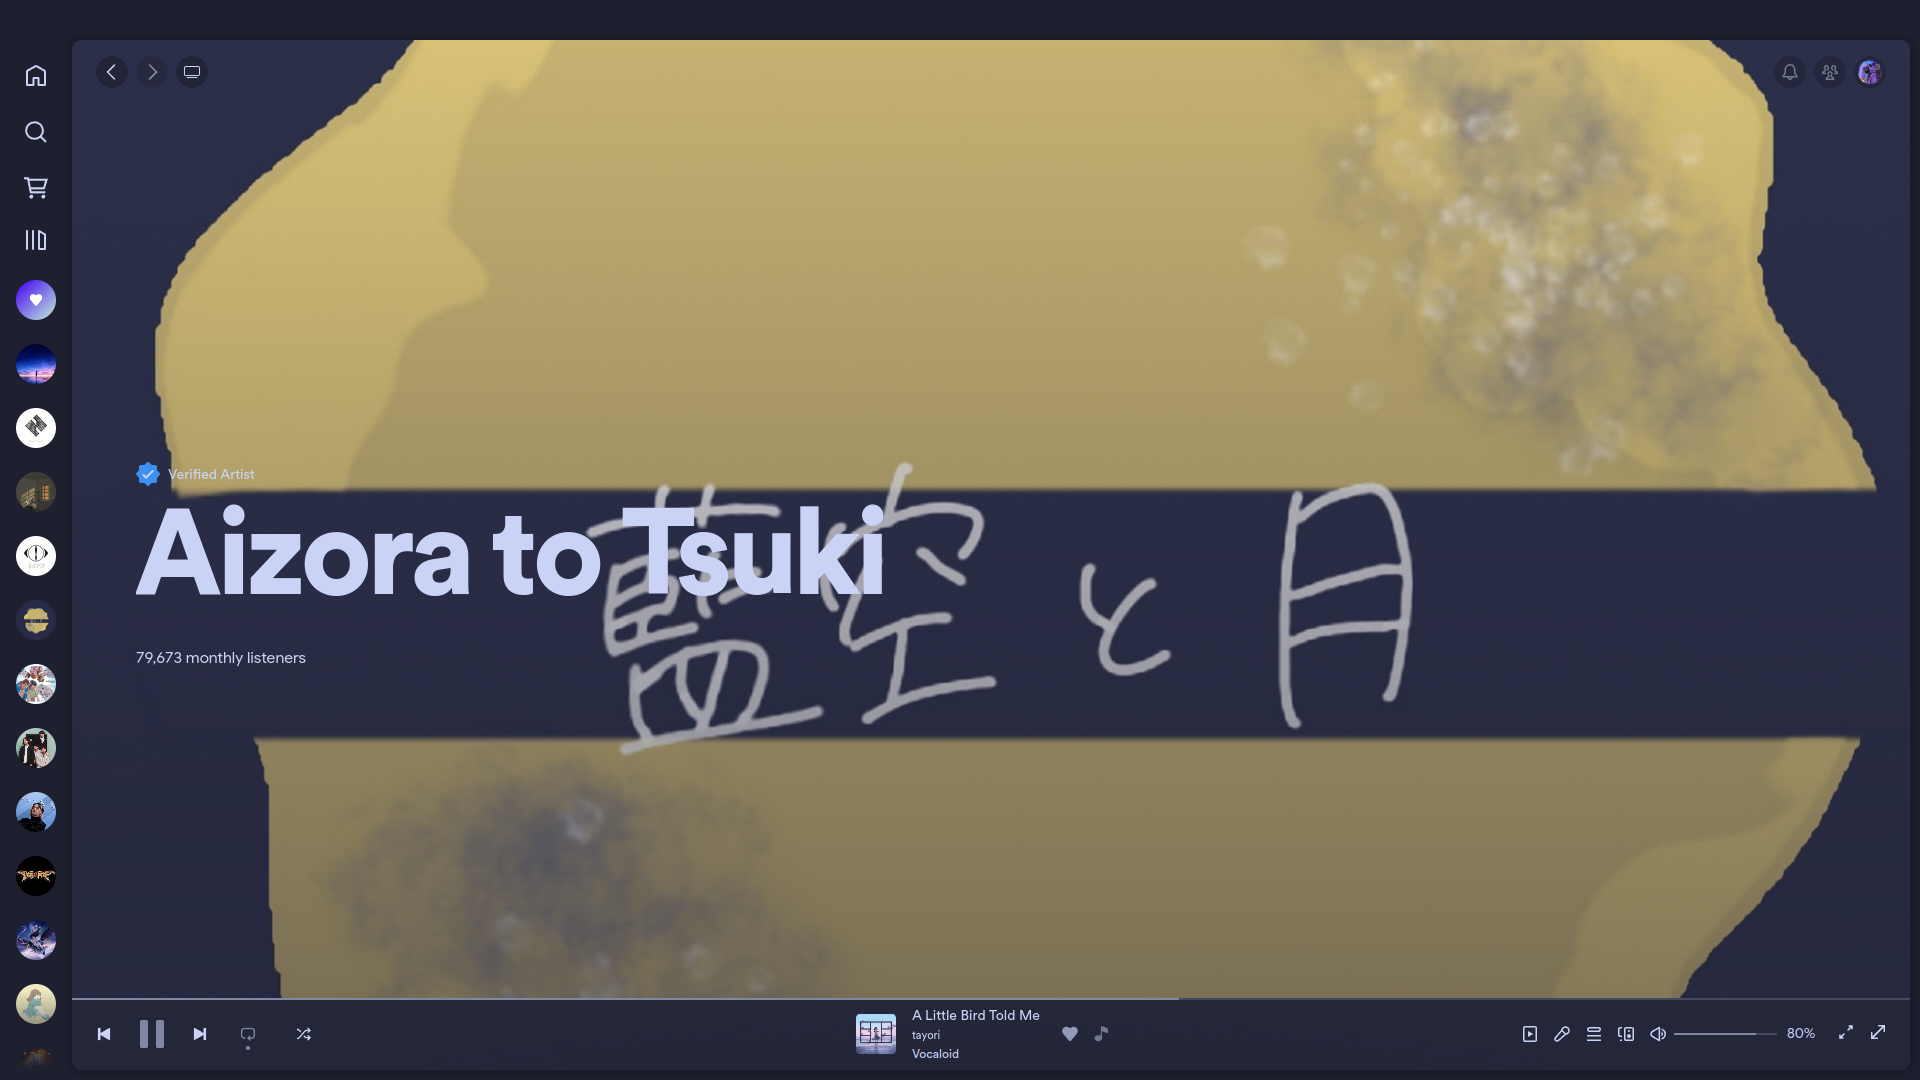 Verified Artist
Aizora to Tsuki
藍空と月
79,673 monthly listeners
A Little Bird Told Me
tayori
Vocaloid
80%